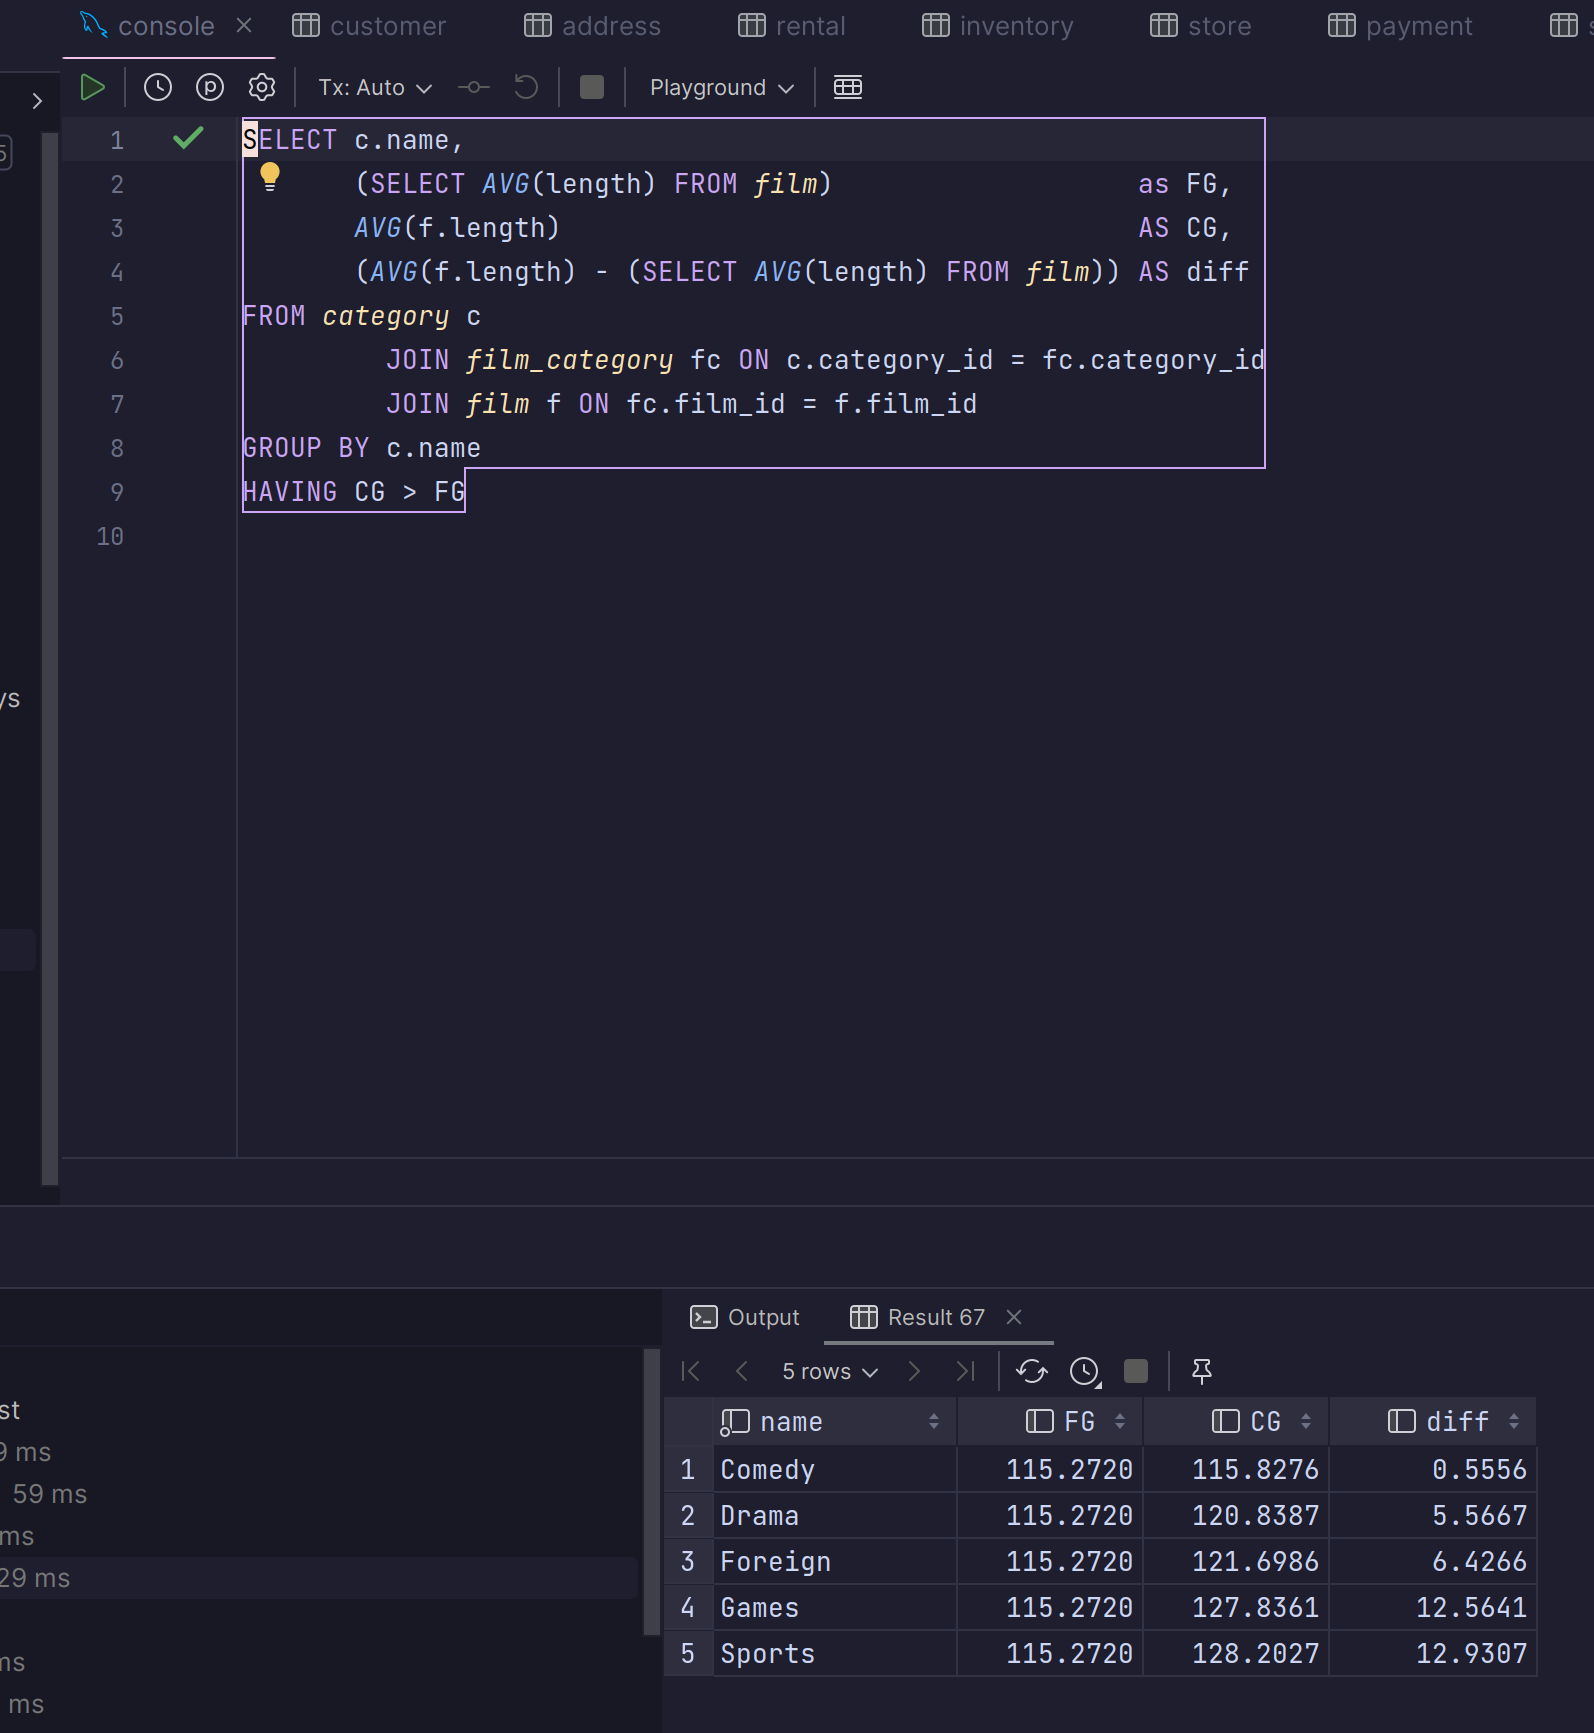 console customer address rental inventory store payment
Tx: Auto Playground
5
1 SELECT c.name,
2 (SELECT AVG(length) FROM film) as FG,
3 AVG(f.length) AS CG,
4 (AVG(f.length) - (SELECT AVG(length) FROM film)) AS diff
5 FROM category c
6 JOIN film_category fc ON c.category_id = fc.category_id
7 JOIN film f ON fc.film_id = f.film_id
8 GROUP BY c.name
9 HAVING CG > FG
10
ys
Output Result 67
5 rows
st
9 ms
59 ms
ms
29 ms
ms
ms
name FG CG diff
1 Comedy 115.2720 115.8276 0.5556
2 Drama 115.2720 120.8387 5.5667
3 Foreign 115.2720 121.6986 6.4266
4 Games 115.2720 127.8361 12.5641
5 Sports 115.2720 128.2027 12.9307